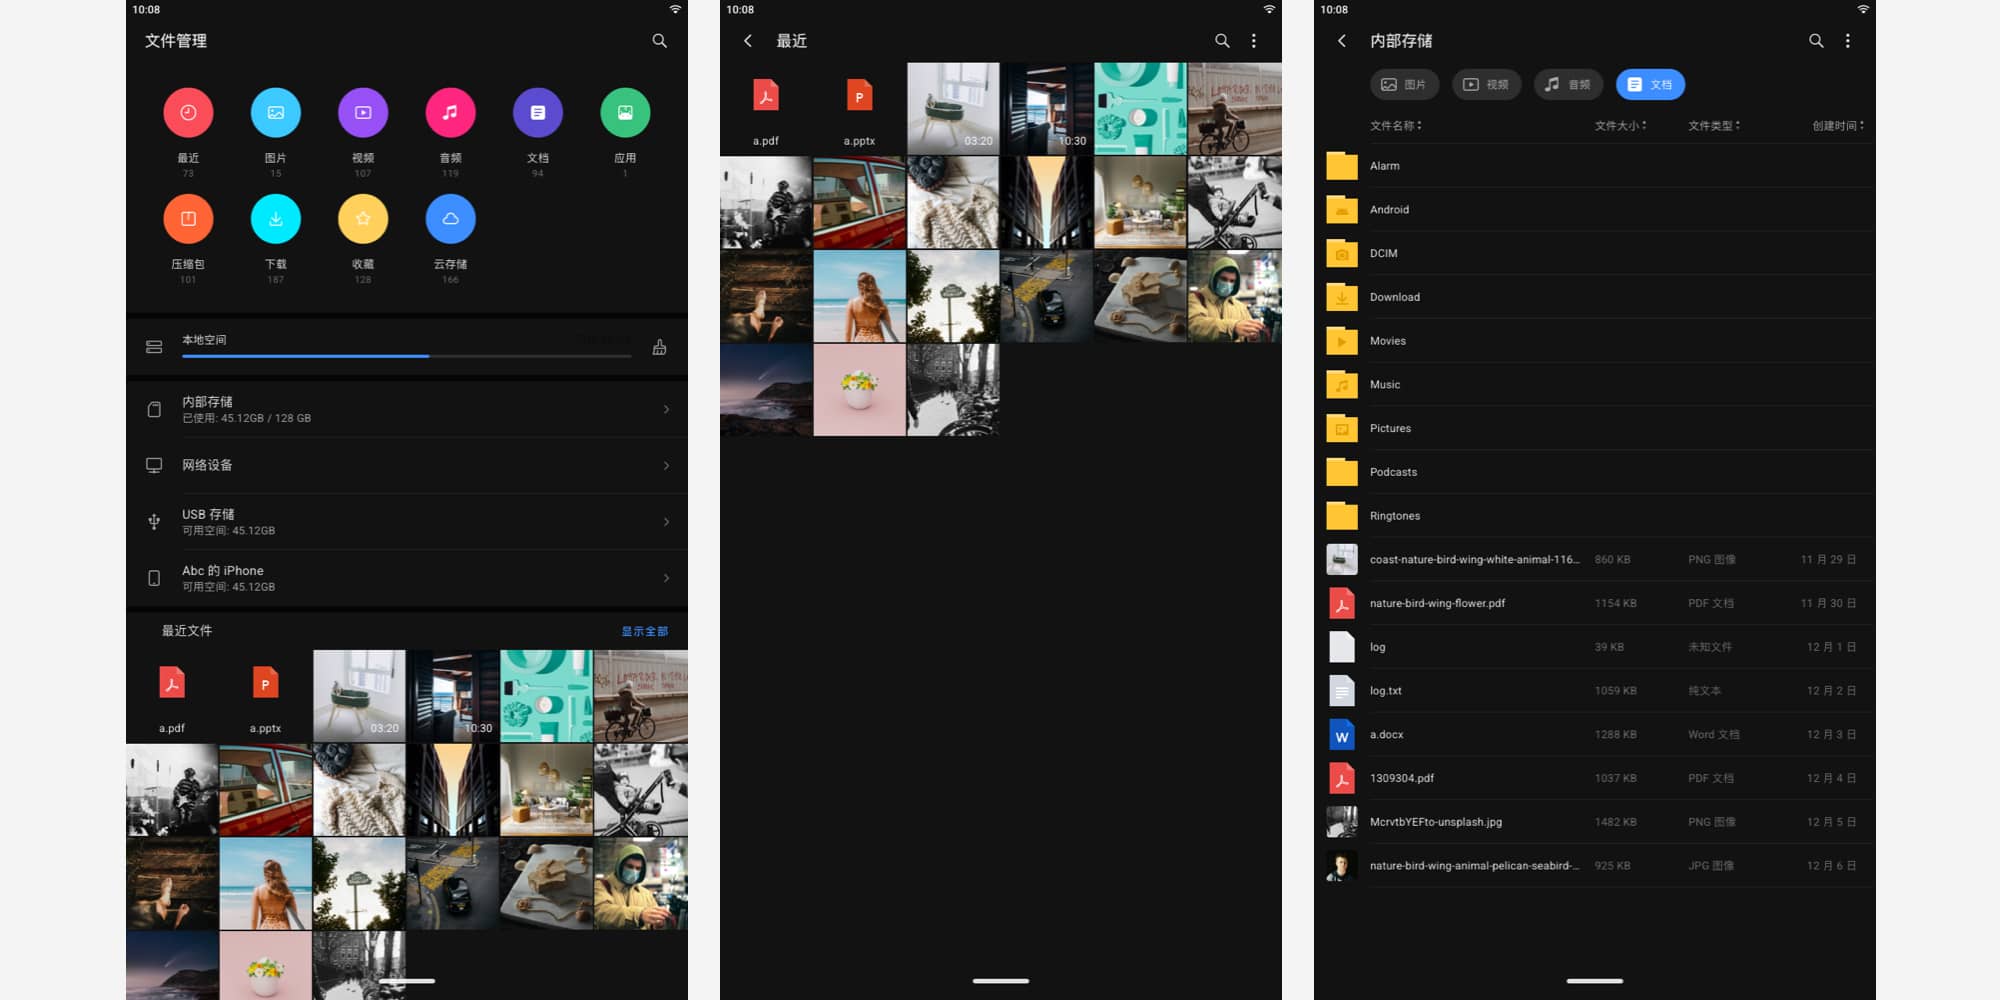 10:08
文件管理
最近
73
图片
15
视频
107
音频
119
文档
94
应用
1
压缩包
101
下载
187
收藏
128
云存储
166
本地空间
内部存储
已使用: 45.12GB / 128 GB
网络设备
USB 存储
可用空间: 45.12GB
Abc 的 iPhone
可用空间: 45.12GB
最近文件
显示全部
P
a.pdf
a.pptx
03:20
10:30
10:08
最近
P
a.pdf
a.pptx
03:20
10:30
10:08
内部存储
图片
视频
音频
文档
文件名称
文件大小
文件类型
创建时间
Alarm
Android
DCIM
Download
Movies
Music
Pictures
Podcasts
Ringtones
coast-nature-bird-wing-white-animal-116... 860 KB PNG 图像 11 月 29 日
nature-bird-wing-flower.pdf 1154 KB PDF 文档 11 月 30 日
log 39 KB 未知文件 12 月 1 日
log.txt 1059 KB 纯文本 12 月 2 日
W a.docx 1288 KB Word 文档 12 月 3 日
1309304.pdf 1037 KB PDF 文档 12 月 4 日
McrvtbYEFto-unsplash.jpg 1482 KB PNG 图像 12 月 5 日
nature-bird-wing-animal-pelican-seabird-... 925 KB JPG 图像 12 月 6 日